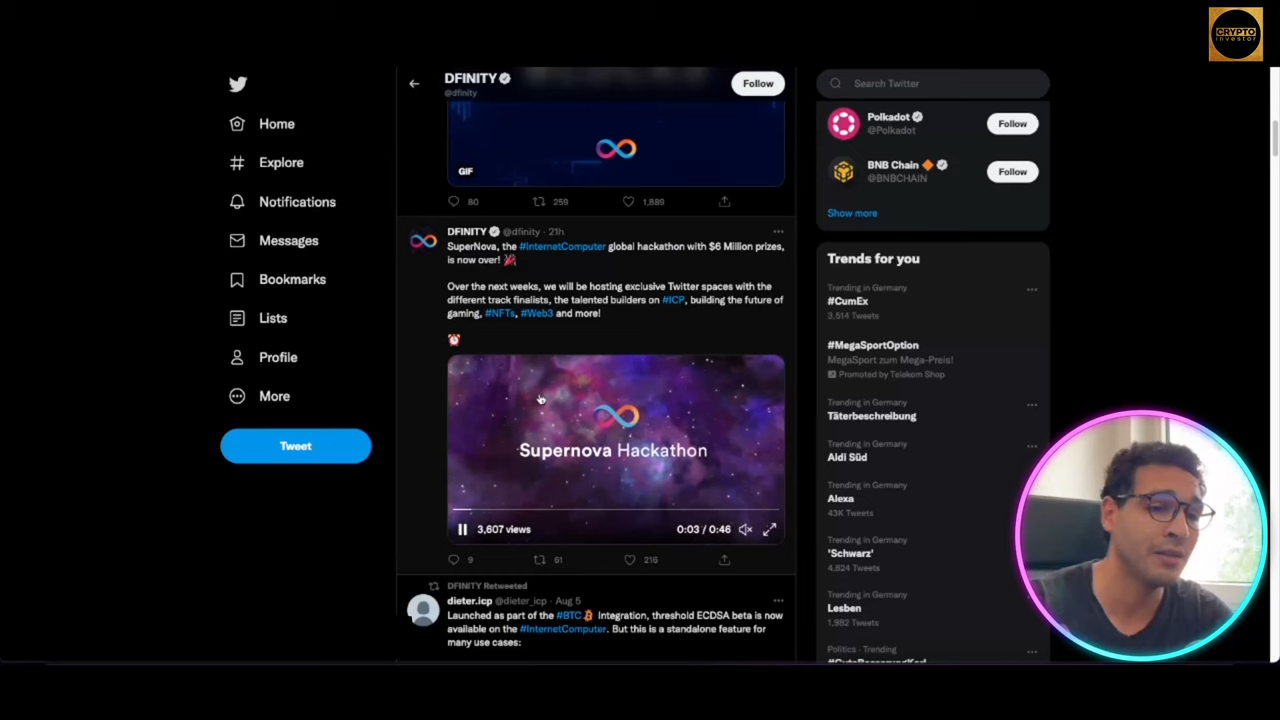 CRYPTO
investor
Home
Explore
Notifications
Messages
Bookmarks
Lists
Profile
More
Tweet
DFINITY
@dfinity
Follow
GIF
80
259
1,889
DFINITY @dfinity · 21h
SuperNova, the #InternetComputer global hackathon with $6 Million prizes,
is now over!
Over the next weeks, we will be hosting exclusive Twitter spaces with the
different track finalists, the talented builders on #ICP, building the future of
gaming, #NFTs, #Web3 and more!
Supernova Hackathon
3,607 views
0:03 / 0:46
9
61
216
DFINITY Retweeted
dieter.icp @dieter_icp · Aug 5
Launched as part of the #BTC Integration, threshold ECDSA beta is now
available on the #InternetComputer. But this is a standalone feature for
many use cases:
Search Twitter
Polkadot
@Polkadot
Follow
BNB Chain
@BNBCHAIN
Follow
Show more
Trends for you
Trending in Germany
#CumEx
3,514 Tweets
#MegaSportOption
MegaSport zum Mega-Preis!
Promoted by Telekom Shop
Trending in Germany
Täterbeschreibung
Trending in Germany
Aldi Süd
Trending in Germany
Alexa
43K Tweets
Trending in Germany
'Schwarz'
4,624 Tweets
Trending in Germany
Lesben
1,982 Tweets
Politics · Trending